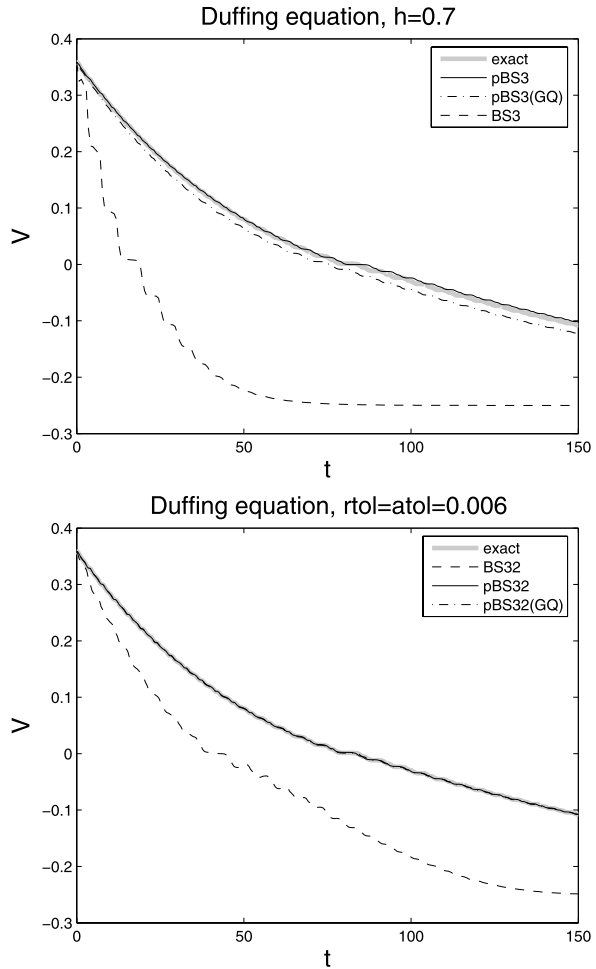 Duffing equation, h=0.7
0.4
0.3
0.2
0.1
0
−0.1
−0.2
−0.3
V
0
50
100
150
t
exact
pBS3
pBS3(GQ)
BS3
Duffing equation, rtol=atol=0.006
0.4
0.3
0.2
0.1
0
−0.1
−0.2
−0.3
V
0
50
100
150
t
exact
BS32
pBS32
pBS32(GQ)